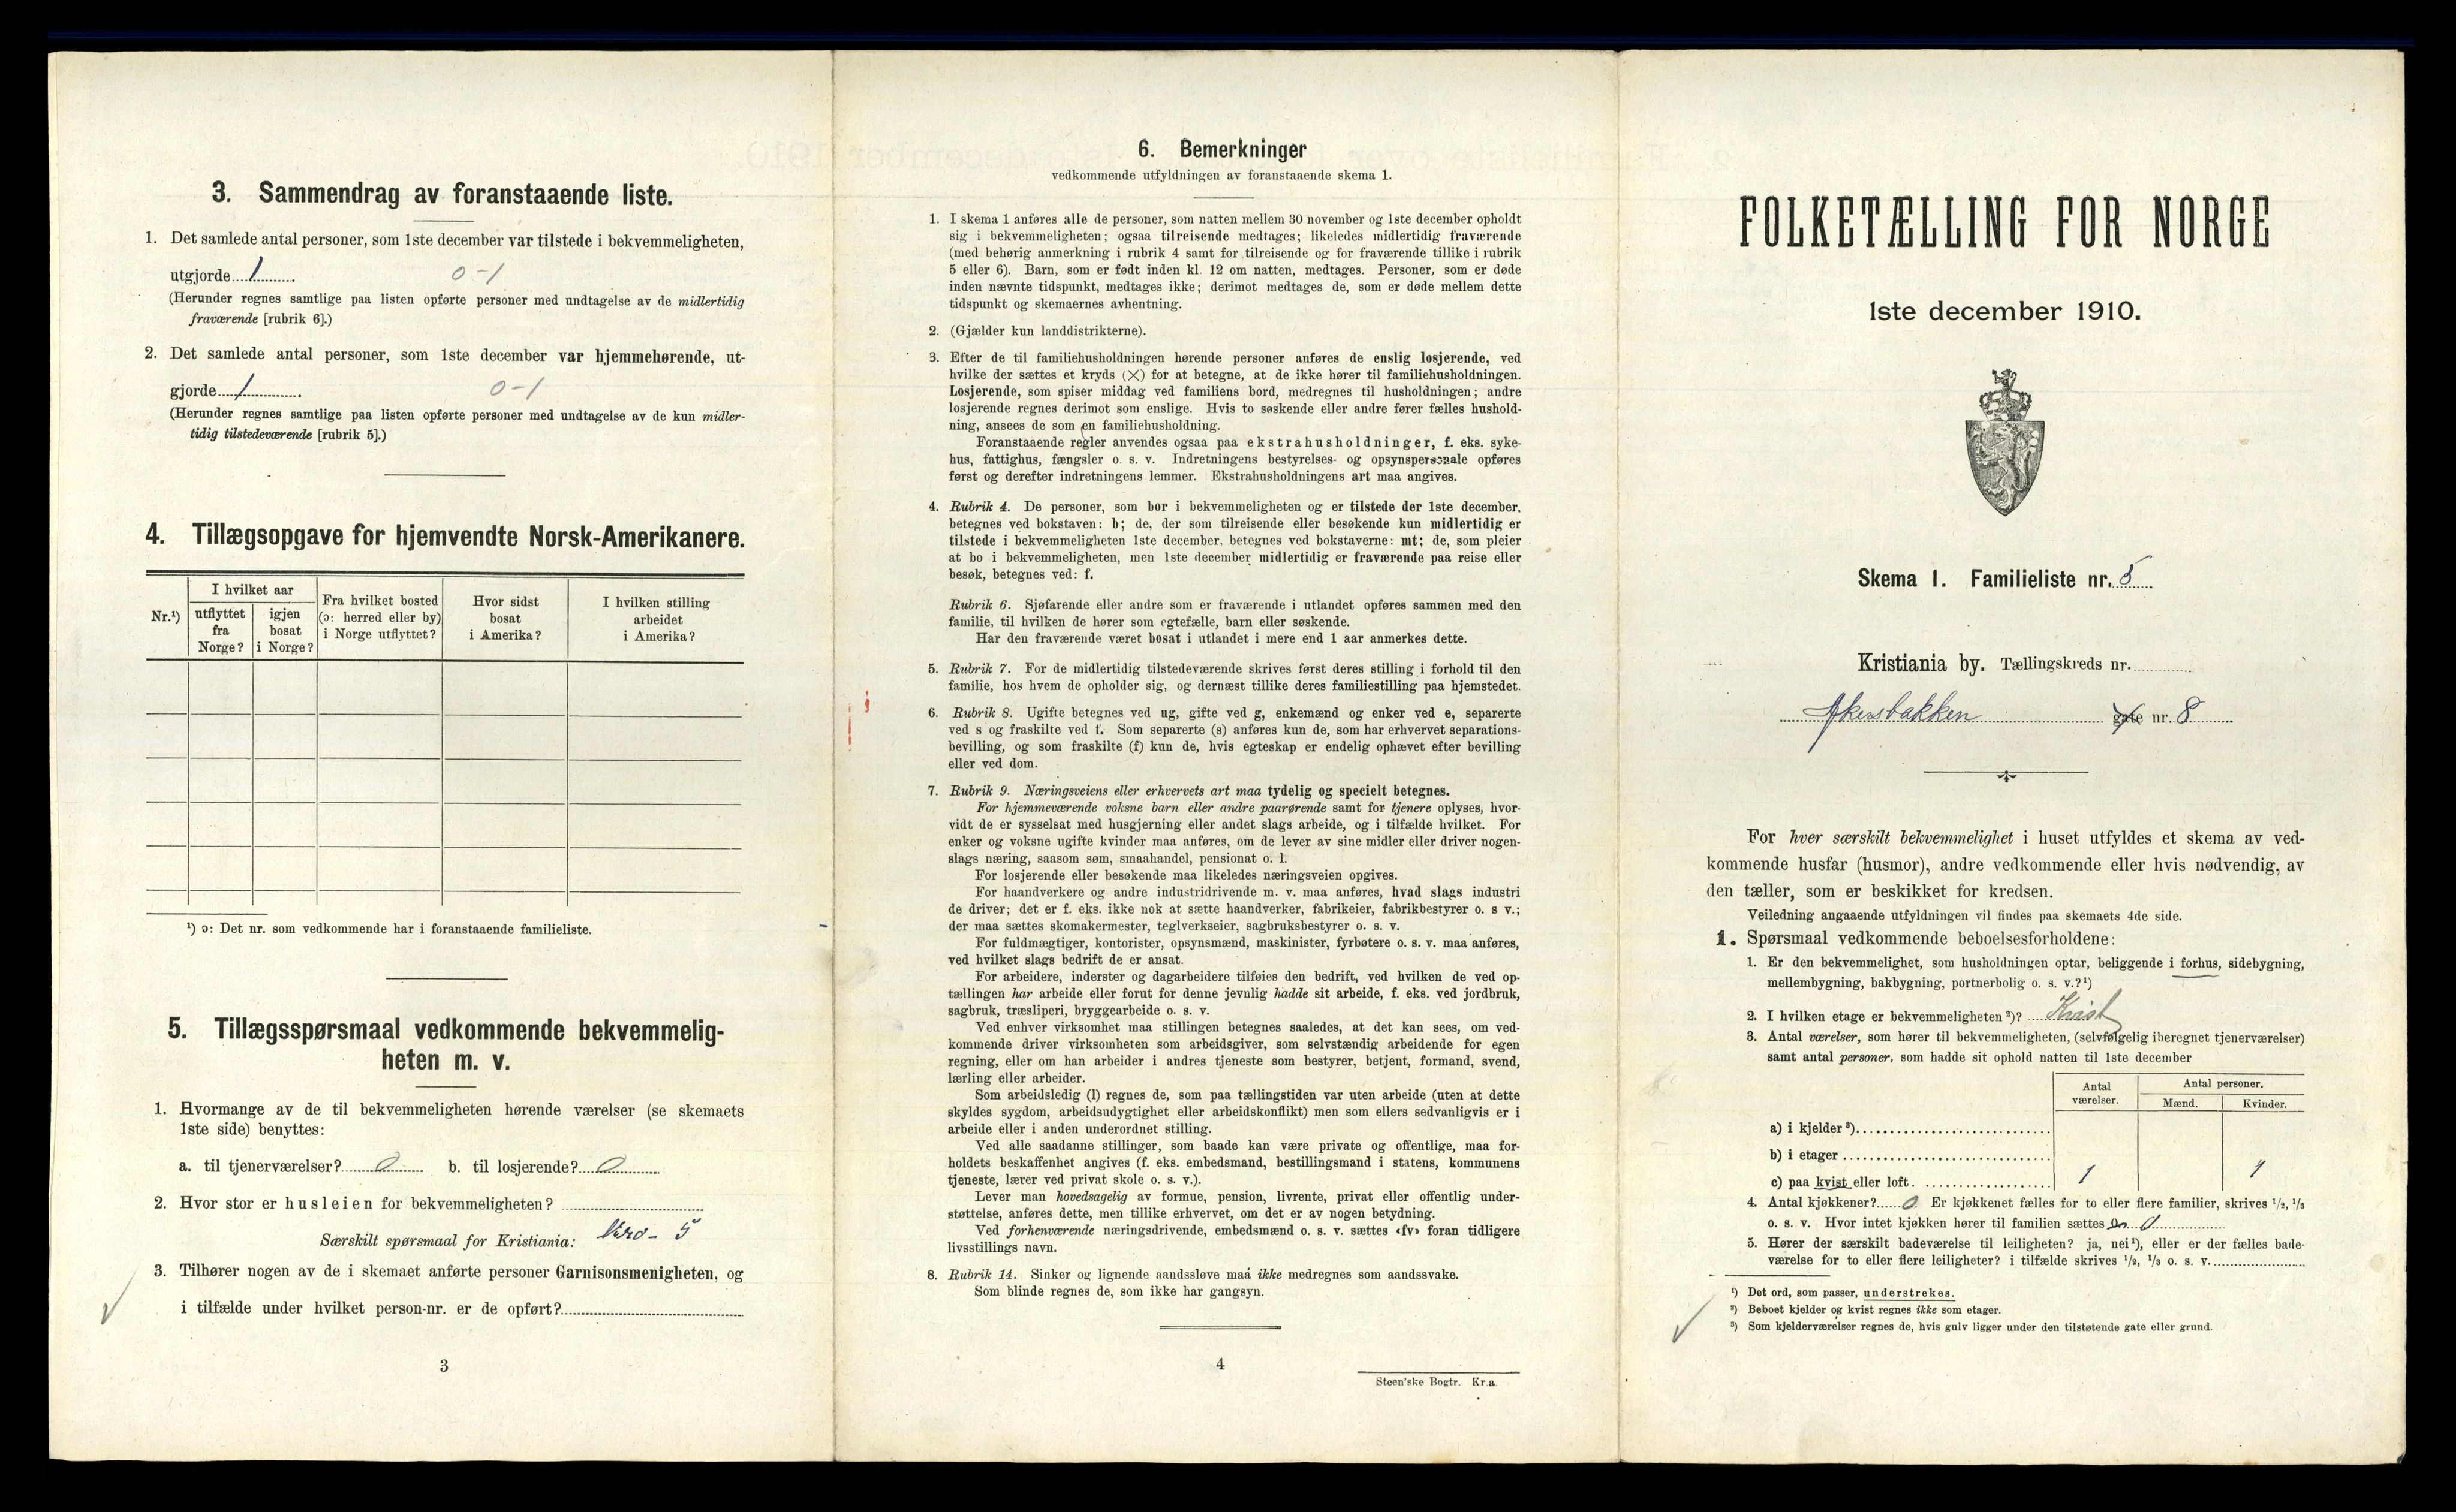 3. Sammendrag av foranstaaende liste.
1. Det samlede antal personer, som 1ste december var tilstede i bekvemmeligheten,
utgjorde 1 0-1
(Herunder regnes samtlige paa listen opførte personer med undtagelse av de midlertidig
fraværende [rubrik 6].)
2. Det samlede antal personer, som 1ste december var hjemmehørende, ut-
gjorde 1 0-1
(Herunder regnes samtlige paa listen opførte personer med undtagelse av de kun midler-
tidig tilstedeværende [rubrik 5].)
4. Tillægsopgave for hjemvendte Norsk-Amerikanere.
Nr.¹)
I hvilket aar
utflyttet
fra
Norge?
igjen
bosat
i Norge?
Fra hvilket bosted
(ɔ: herred eller by)
i Norge utflyttet?
Hvor sidst
bosat
i Amerika?
I hvilken stilling
arbeidet
i Amerika?
¹) ɔ: Det nr. som vedkommende har i foranstaaende familieliste.
5. Tillægsspørsmaal vedkommende bekvemmelig-
heten m. v.
1. Hvormange av de til bekvemmeligheten hørende værelser (se skemaets
1ste side) benyttes:
a. til tjenerværelser? 0 b. til losjerende? 0
2. Hvor stor er husleien for bekvemmeligheten?
Særskilt spørsmaal for Kristiania: 5
3. Tilhører nogen av de i skemaet anførte personer Garnisonsmenigheten, og
i tilfælde under hvilket person-nr. er de opført?
3
6. Bemerkninger
vedkommende utfyldningen av foranstaaende skema 1.
1. I skema 1 anføres alle de personer, som natten mellem 30 november og 1ste december opholdt
sig i bekvemmeligheten; ogsaa tilreisende medtages; likeledes midlertidig fraværende
(med behørig anmerkning i rubrik 4 samt for tilreisende og for fraværende tillike i rubrik
5 eller 6). Barn, som er født inden kl. 12 om natten, medtages. Personer, som er døde
inden nævnte tidspunkt, medtages ikke; derimot medtages de, som er døde mellem dette
tidspunkt og skemaernes avhentning.
2. (Gjælder kun landdistrikterne).
3. Efter de til familiehusholdningen hørende personer anføres de enslig losjerende, ved
hvilke der sættes et kryds (×) for at betegne, at de ikke hører til familiehusholdningen.
Losjerende, som spiser middag ved familiens bord, medregnes til husholdningen; andre
losjerende regnes derimot som enslige. Hvis to søskende eller andre fører fælles hushold-
ning, ansees de som en familiehusholdning.
Foranstaaende regler anvendes ogsaa paa ekstrahusholdninger, f. eks. syke-
hus, fattighus, fængsler o. s. v. Indretningens bestyrelses- og opsynspersonale opføres
først og derefter indretningens lemmer. Ekstrahusholdningens art maa angives.
4. Rubrik 4. De personer, som bor i bekvemmeligheten og er tilstede der 1ste december,
betegnes ved bokstaven: b; de, der som tilreisende eller besøkende kun midlertidig er
tilstede i bekvemmeligheten 1ste december, betegnes ved bokstaverne: mt; de, som pleier
at bo i bekvemmeligheten, men 1ste december midlertidig er fraværende paa reise eller
besøk, betegnes ved: f.
Rubrik 6. Sjøfarende eller andre som er fraværende i utlandet opføres sammen med den
familie, til hvilken de hører som egtefælle, barn eller søskende.
Har den fraværende været bosat i utlandet i mere end 1 aar anmerkes dette.
5. Rubrik 7. For de midlertidig tilstedeværende skrives først deres stilling i forhold til den
familie, hos hvem de opholder sig, og dernæst tillike deres familiestilling paa hjemstedet.
6. Rubrik 8. Ugifte betegnes ved ug, gifte ved g, enkemænd og enker ved e, separerte
ved s og fraskilte ved f. Som separerte (s) anføres kun de, som har erhvervet separations-
bevilling, og som fraskilte (f) kun de, hvis egteskap er endelig ophævet efter bevilling
eller ved dom.
7. Rubrik 9. Næringsveiens eller erhvervets art maa tydelig og specielt betegnes.
For hjemmeværende voksne barn eller andre paarørende samt for tjenere oplyses, hvor-
vidt de er sysselsat med husgjerning eller andet slags arbeide, og i tilfælde hvilket. For
enker og voksne ugifte kvinder maa anføres, om de lever av sine midler eller driver nogen-
slags næring, saasom søm, smaahandel, pensionat o. l.
For losjerende eller besøkende maa likeledes næringsveien opgives.
For haandverkere og andre industridrivende m. v. maa anføres, hvad slags industri
de driver; det er f. eks. ikke nok at sætte haandverker, fabrikeier, fabrikbestyrer o. s v.;
der maa sættes skomakermester, teglverkseier, sagbruksbestyrer o. s. v.
For fuldmægtiger, kontorister, opsynsmænd, maskinister, fyrbøtere o. s. v. maa anføres,
ved hvilket slags bedrift de er ansat.
For arbeidere, inderster og dagarbeidere tilføies den bedrift, ved hvilken de ved op-
tællingen har arbeide eller forut for denne jevnlig hadde sit arbeide, f. eks. ved jordbruk,
sagbruk, træsliperi, bryggearbeide o. s. v.
Ved enhver virksomhet maa stillingen betegnes saaledes, at det kan sees, om ved-
kommende driver virksomheten som arbeidsgiver, som selvstændig arbeidende for egen
regning, eller om han arbeider i andres tjeneste som bestyrer, betjent, formand, svend,
lærling eller arbeider.
Som arbeidsledig (l) regnes de, som paa tællingstiden var uten arbeide (uten at dette
skyldes sygdom, arbeidsudygtighet eller arbeidskonflikt) men som ellers sedvanligvis er i
arbeide eller i anden underordnet stilling.
Ved alle saadanne stillinger, som baade kan være private og offentlige, maa for-
holdets beskaffenhet angives (f. eks. embedsmand, bestillingsmand i statens, kommunens
tjeneste, lærer ved privat skole o. s. v.).
Lever man hovedsagelig av formue, pension, livrente, privat eller offentlig under-
støttelse, anføres dette, men tillike erhvervet, om det er av nogen betydning.
Ved forhenværende næringsdrivende, embedsmænd o. s. v. sættes «fv» foran tidligere
livsstillings navn.
8. Rubrik 14. Sinker og lignende aandssløve maa ikke medregnes som aandssvake.
Som blinde regnes de, som ikke har gangsyn.
4
Steen'ske Bogtr. Kr.a.
FOLKETÆLLING FOR NORGE
1ste december 1910.
Skema 1. Familieliste nr. 5
Kristiania by. Tællingskreds nr.
Akersbakken gate nr. 8
For hver særskilt bekvemmelighet i huset utfyldes et skema av ved-
kommende husfar (husmor), andre vedkommende eller hvis nødvendig, av
den tæller, som er beskikket for kredsen.
Veiledning angaaende utfyldningen vil findes paa skemaets 4de side.
1. Spørsmaal vedkommende beboelsesforholdene:
1. Er den bekvemmelighet, som husholdningen optar, beliggende i forhus, sidebygning,
mellembygning, bakbygning, portnerbolig o. s. v.?¹)
2. I hvilken etage er bekvemmeligheten²)? Kvist
3. Antal værelser, som hører til bekvemmeligheten, (selvfølgelig iberegnet tjenerværelser)
samt antal personer, som hadde sit ophold natten til 1ste december
Antal
værelser.
Antal personer.
Mænd. Kvinder.
a) i kjelder³)
b) i etager
c) paa kvist eller loft 1 1
4. Antal kjøkkener? 0 Er kjøkkenet fælles for to eller flere familier, skrives ¹/₂, ¹/₃
o. s. v. Hvor intet kjøkken hører til familien sættes 0
5. Hører der særskilt badeværelse til leiligheten? ja, nei¹), eller er der fælles bade-
værelse for to eller flere leiligheter? i tilfælde skrives ¹/₂, ¹/₃ o. s. v.
¹) Det ord, som passer, understrekes.
²) Beboet kjelder og kvist regnes ikke som etager.
³) Som kjelderværelser regnes de, hvis gulv ligger under den tilstøtende gate eller grund.